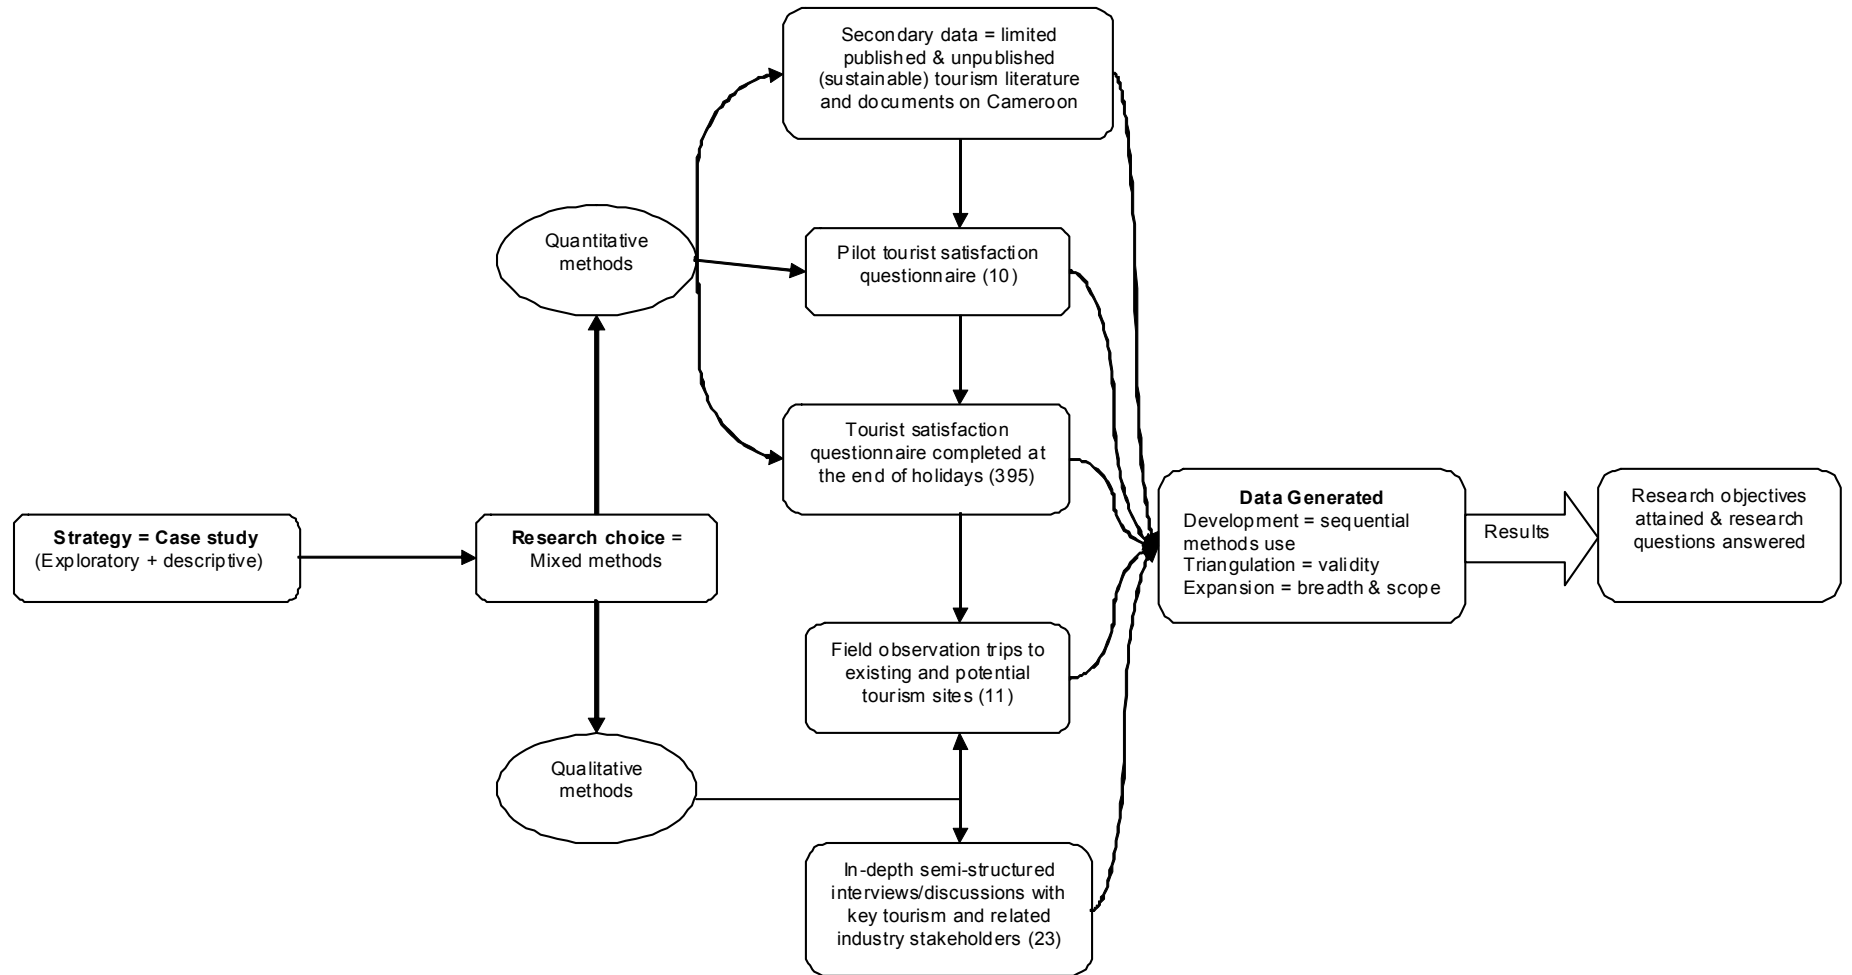 Strategy = Case study
(Exploratory + descriptive)
Research choice =
Mixed methods
Quantitative
methods
Qualitative
methods
Secondary data = limited
published & unpublished
(sustainable) tourism literature
and documents on Cameroon
Pilot tourist satisfaction
questionnaire (10)
Tourist satisfaction
questionnaire completed at
the end of holidays (395)
Field observation trips to
existing and potential
tourism sites (11)
In-depth semi-structured
interviews/discussions with
key tourism and related
industry stakeholders (23)
Data Generated
Development = sequential
methods use
Triangulation = validity
Expansion = breadth & scope
Results
Research objectives
attained & research
questions answered